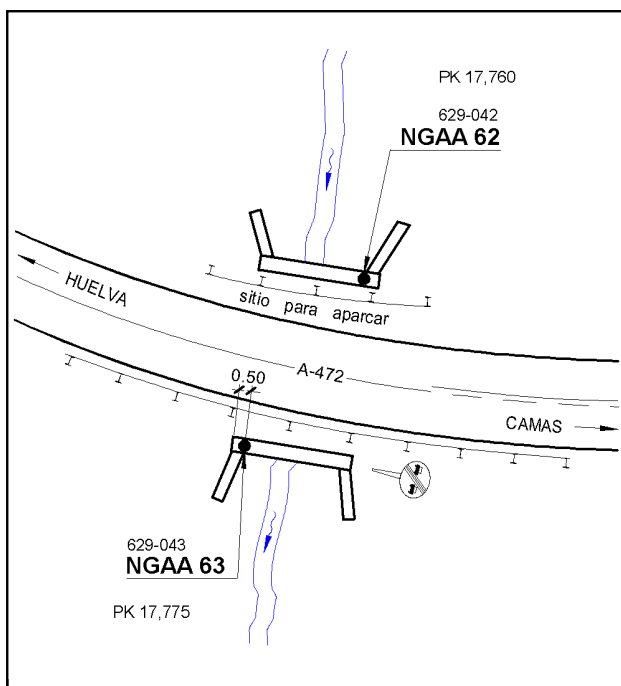 PK 17,760
629-042
NGAA 62
HUELVA
sitio para aparcar
A-472
0.50
CAMAS
629-043
NGAA 63
PK 17,775